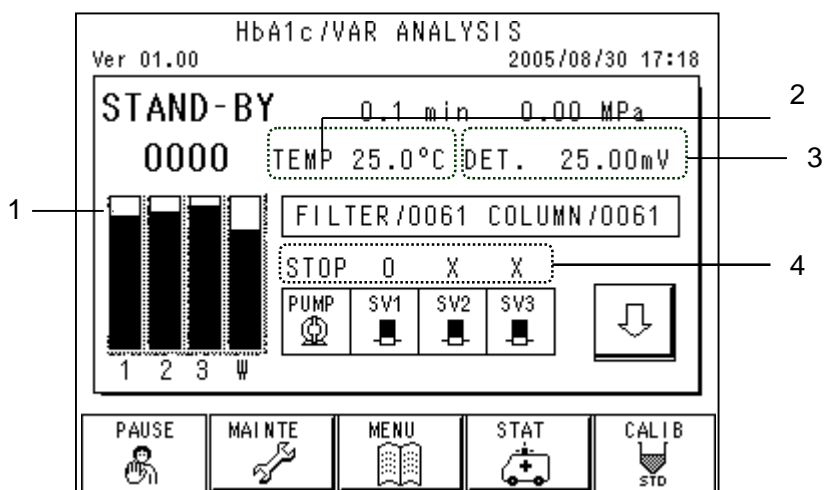 HbA1c/VAR ANALYSIS
Ver 01.00 2005/08/30 17:18
STAND-BY 0.1 min 0.00 MPa
2
0000 TEMP 25.0°C DET. 25.00mV
3
1
FILTER/0061 COLUMN/0061
STOP O X X
4
PUMP SV1 SV2 SV3
1 2 3 W
PAUSE MAINTE MENU STAT CALIB
STD